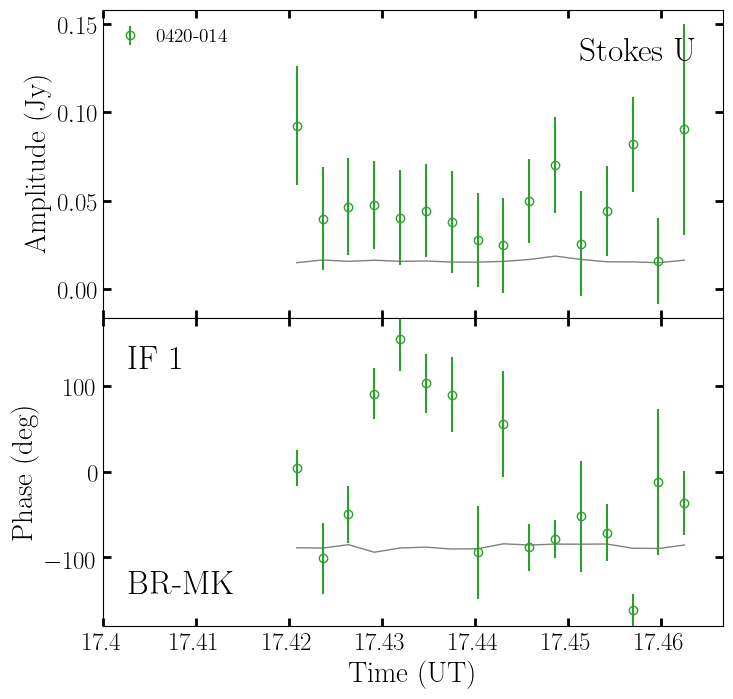 0.15
0420-014
Stokes U
0.10
0.05
0.00
Amplitude (Jy)
IF 1
100
0
−100
Phase (deg)
BR-MK
17.4 17.41 17.42 17.43 17.44 17.45 17.46
Time (UT)